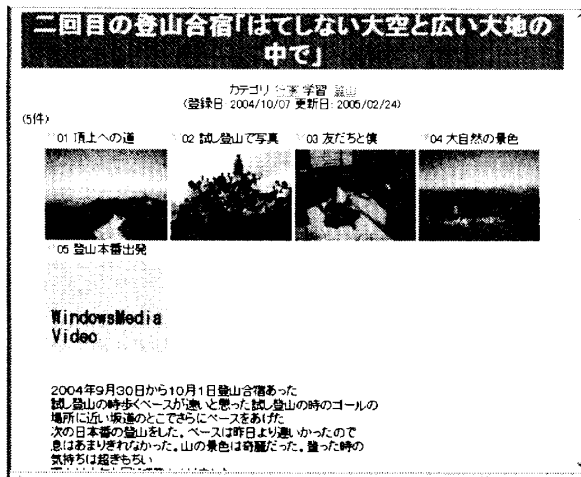 二回目の登山合宿「はてしない大空と広い大地の
中で」
カテゴリ 行案 学習 登山
(登録日: 2004/10/07 更新日: 2005/02/24)
(5件)
01 頂上への道
02 試し登山で写真
03 友だちと僕
04 大自然の景色
05 登山本番出発
WindowsMedia
Video
2004年9月30日から10月1日登山合宿あった
試し登山の時歩くペースが速いと思った試し登山の時のゴールの
場所に近い坂道のとこでさらにペースをあげた
次の日本番の登山をした。ペースは昨日より遅いかったので
息はあまりきれなかった。山の景色は奇麗だった。登った時の
気持ちは超きもちい